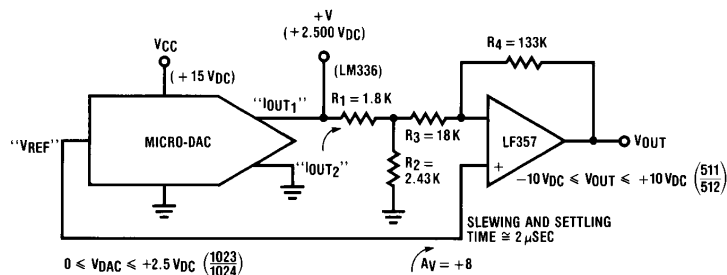 +V
(+2.500 VDC)
VCC
(+15 VDC)
(LM336)
R4 = 133K
"IOUT1"
R1 = 1.8K
R3 = 18K
"VREF"
MICRO-DAC
LF357
VOUT
"IOUT2"
R2 =
2.43K
+
−10 VDC ≤ VOUT ≤ +10 VDC (511/512)
SLEWING AND SETTLING
TIME ≅ 2 μSEC
0 ≤ VDAC ≤ +2.5 VDC (1023/1024)
AV = +8